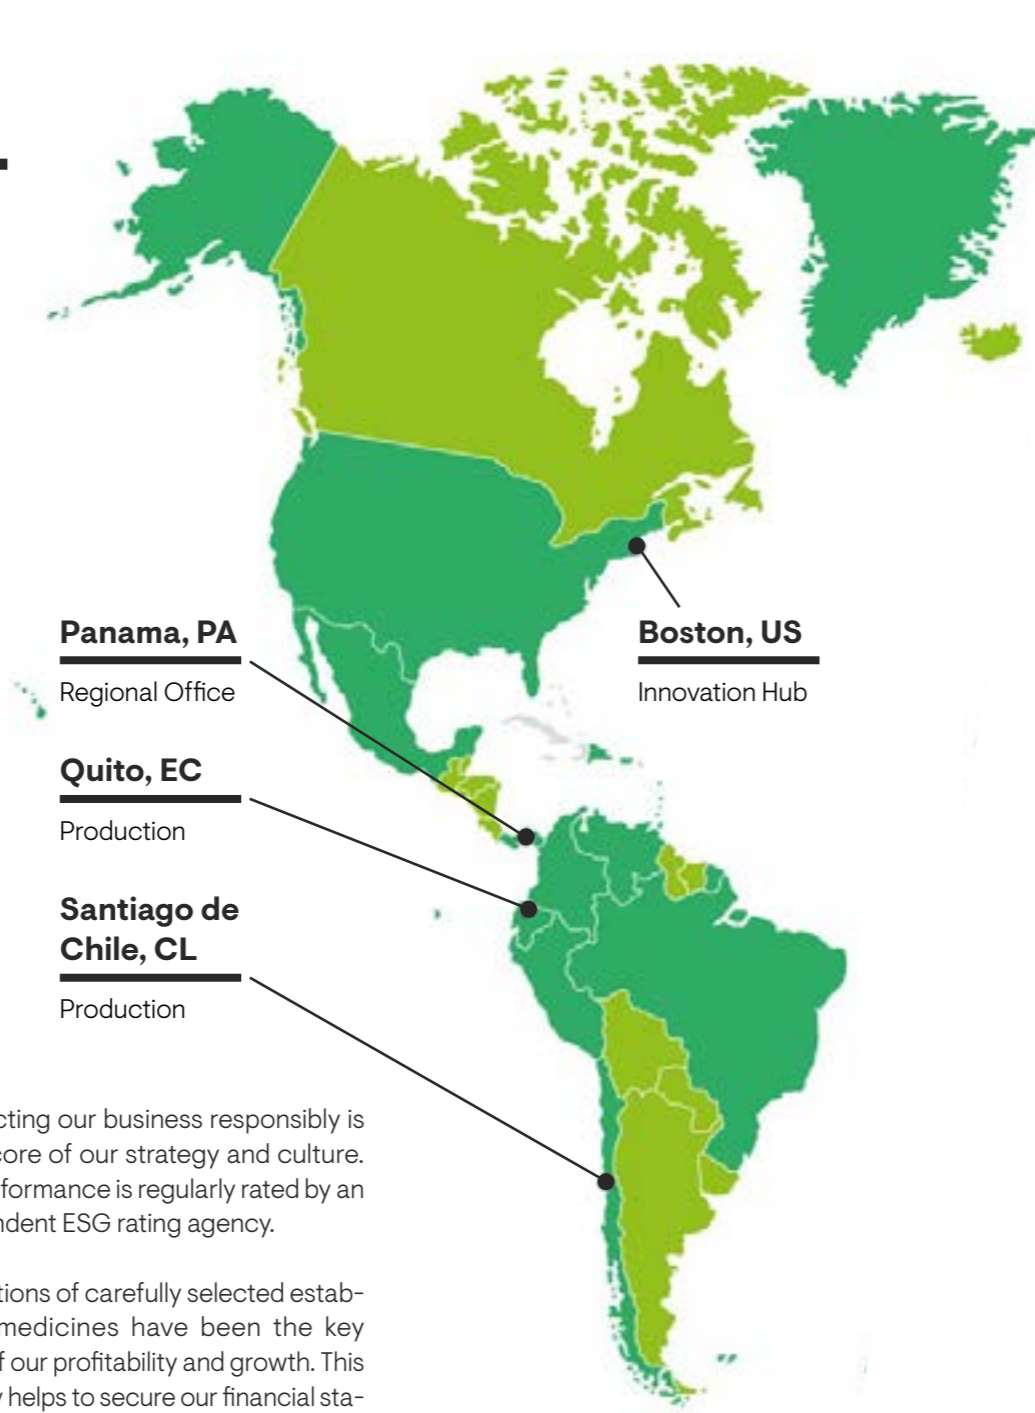 Panama, PA
Regional Office
Boston, US
Innovation Hub
Quito, EC
Production
Santiago de
Chile, CL
Production
cting our business responsibly is
core of our strategy and culture.
formance is regularly rated by an
ndent ESG rating agency.
tions of carefully selected estab-
medicines have been the key
f our profitability and growth. This
y helps to secure our financial sta-